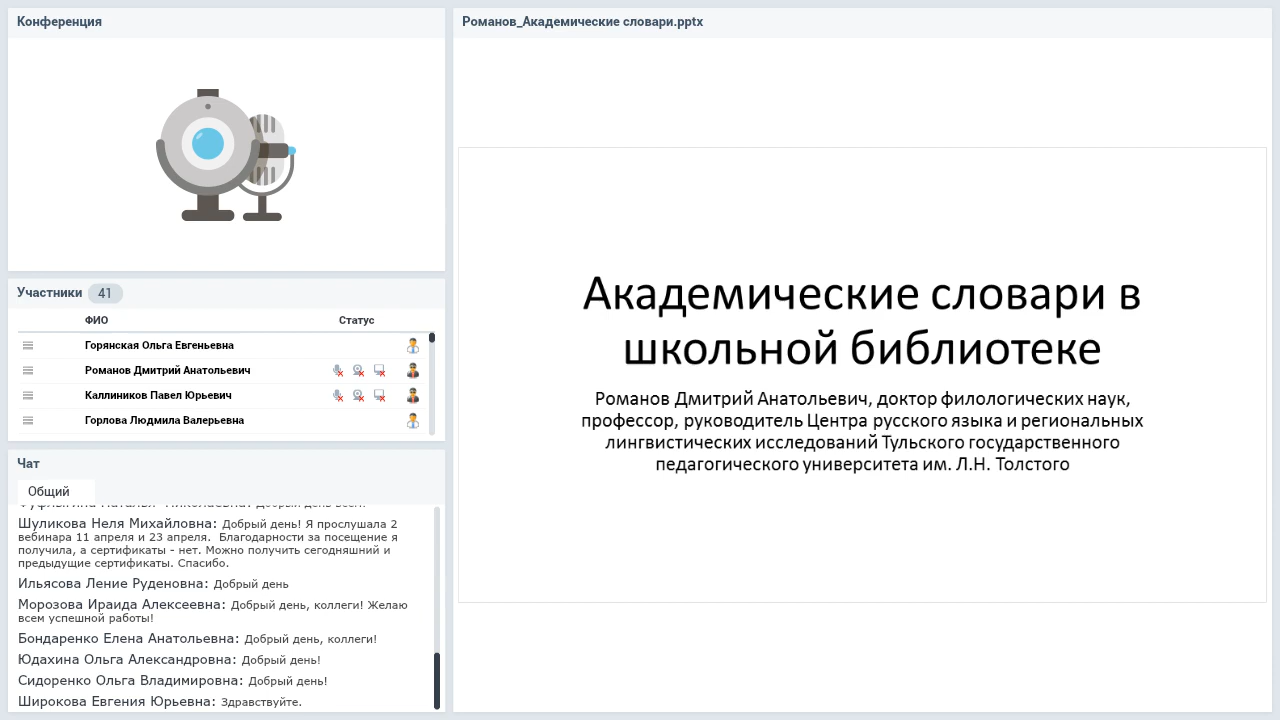 Конференция
Участники 41
ФИО Статус
Горянская Ольга Евгеньевна
Романов Дмитрий Анатольевич
Каллиников Павел Юрьевич
Горлова Людмила Валерьевна
Чат
Общий
Шуликова Неля Михайловна: Добрый день! Я прослушала 2
вебинара 11 апреля и 23 апреля.  Благодарности за посещение я
получила, а сертификаты - нет. Можно получить сегодняшний и
предыдущие сертификаты. Спасибо.
Ильясова Ление Руденовна: Добрый день
Морозова Ираида Алексеевна: Добрый день, коллеги! Желаю
всем успешной работы!
Бондаренко Елена Анатольевна: Добрый день, коллеги!
Юдахина Ольга Александровна: Добрый день!
Сидоренко Ольга Владимировна: Добрый день!
Широкова Евгения Юрьевна: Здравствуйте.
Романов_Академические словари.pptx
Академические словари в
школьной библиотеке
Романов Дмитрий Анатольевич, доктор филологических наук,
профессор, руководитель Центра русского языка и региональных
лингвистических исследований Тульского государственного
педагогического университета им. Л.Н. Толстого